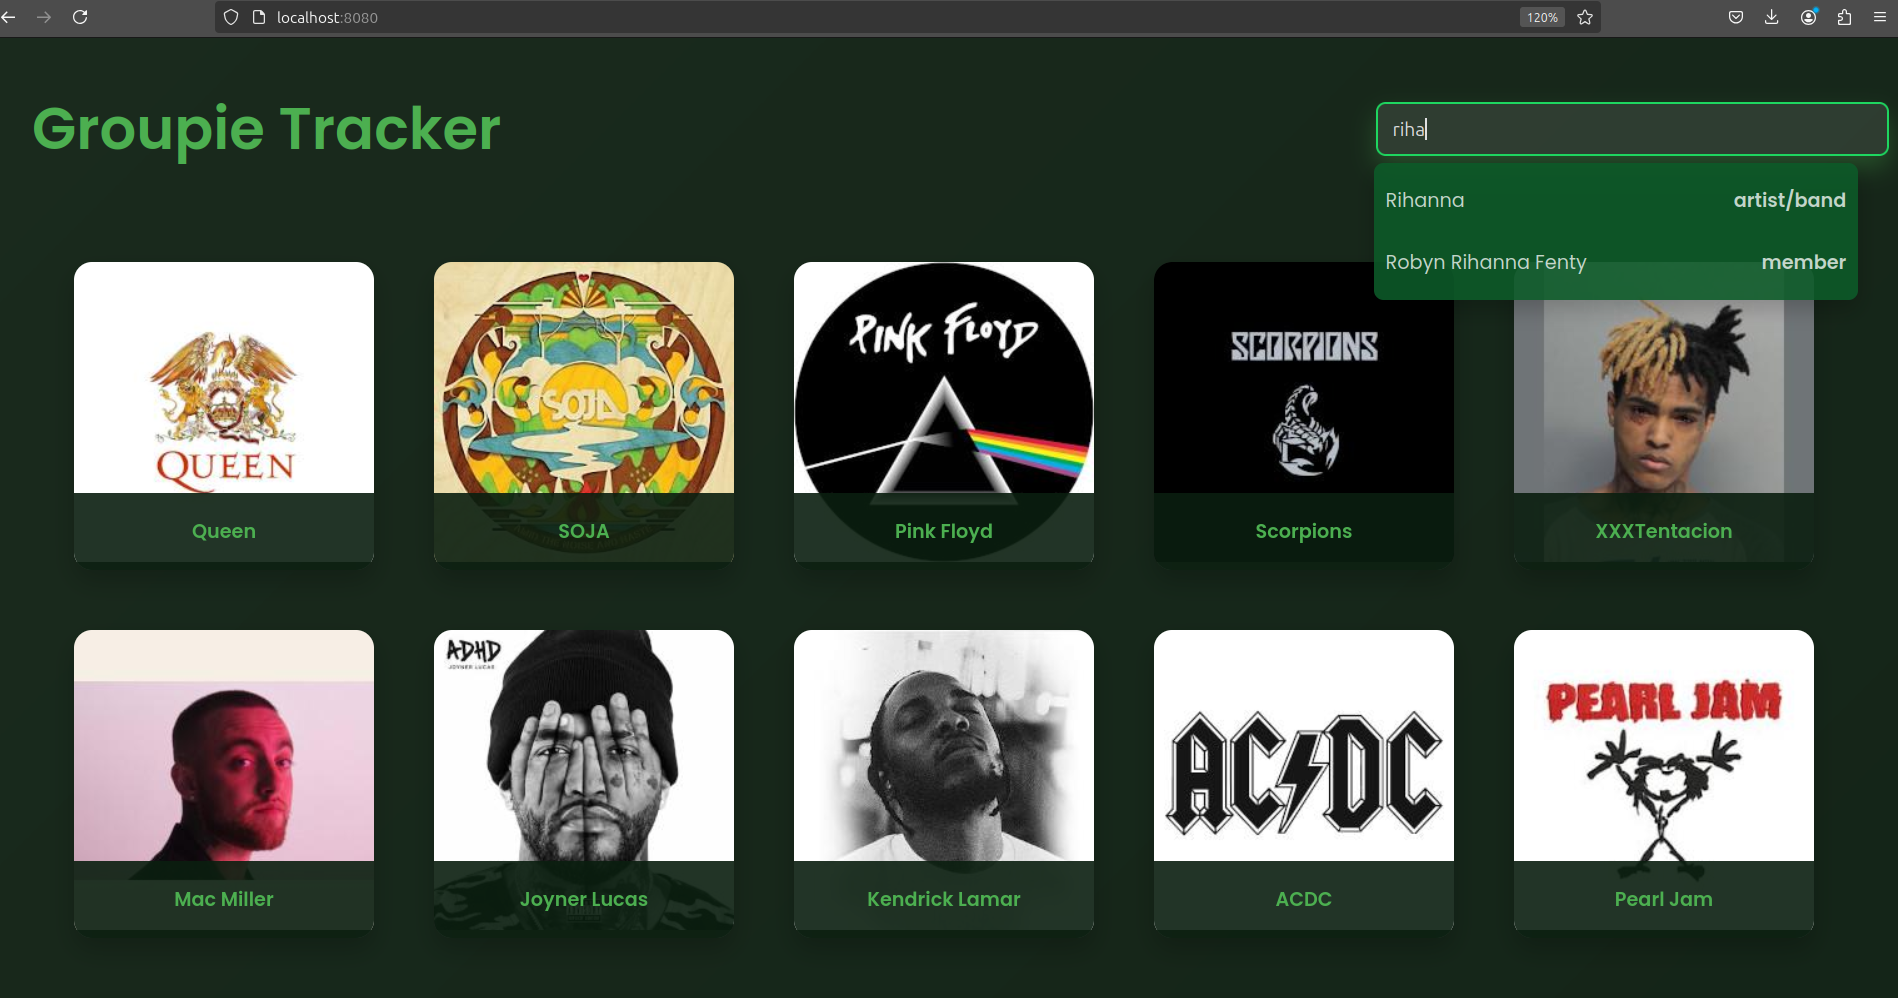 localhost:8080
120%
Groupie Tracker
riha
Rihanna artist/band
Robyn Rihanna Fenty member
QUEEN
Queen
SOJA
SOJA
PINK FLOYD
Pink Floyd
SCORPIONS
Scorpions
XXXTentacion
Mac Miller
ADHD
JOYNER LUCAS
Joyner Lucas
Kendrick Lamar
AC DC
ACDC
PEARL JAM
Pearl Jam